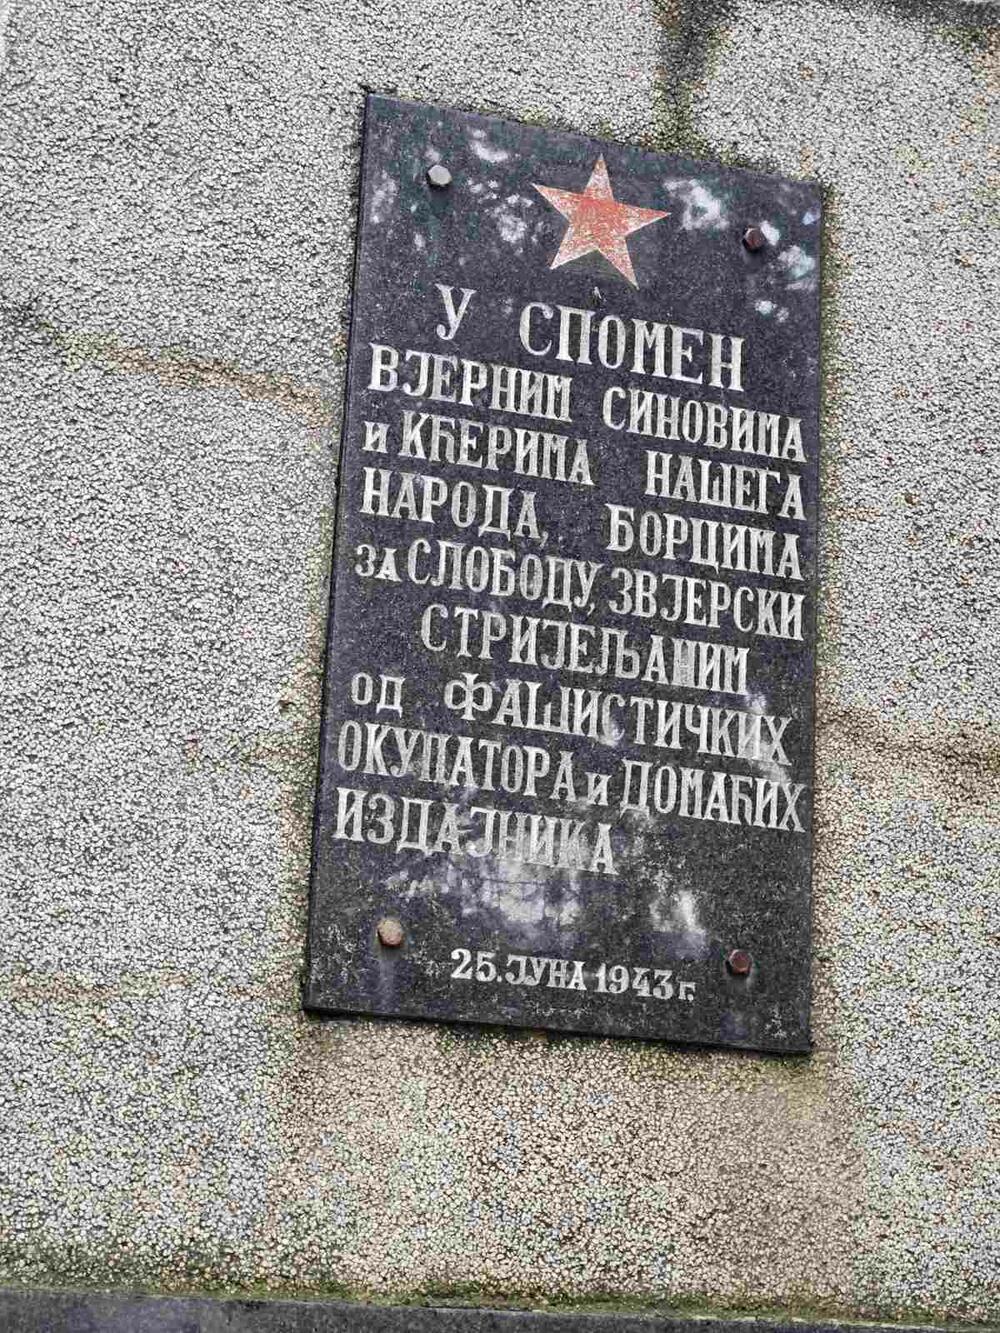 У СПОМЕН
ВЈЕРНИМ СИНОВИМА
и КЋЕРИМА НАШЕГА
НАРОДА, БОРЦИМА
ЗА СЛОБОДУ, ЗВЈЕРСКИ
СТРИЈЕЉАНИМ
ОД ФАШИСТИЧКИХ
ОКУПАТОРА и ДОМАЋИХ
ИЗДАЈНИКА
25. ЈУНА 1943 г.